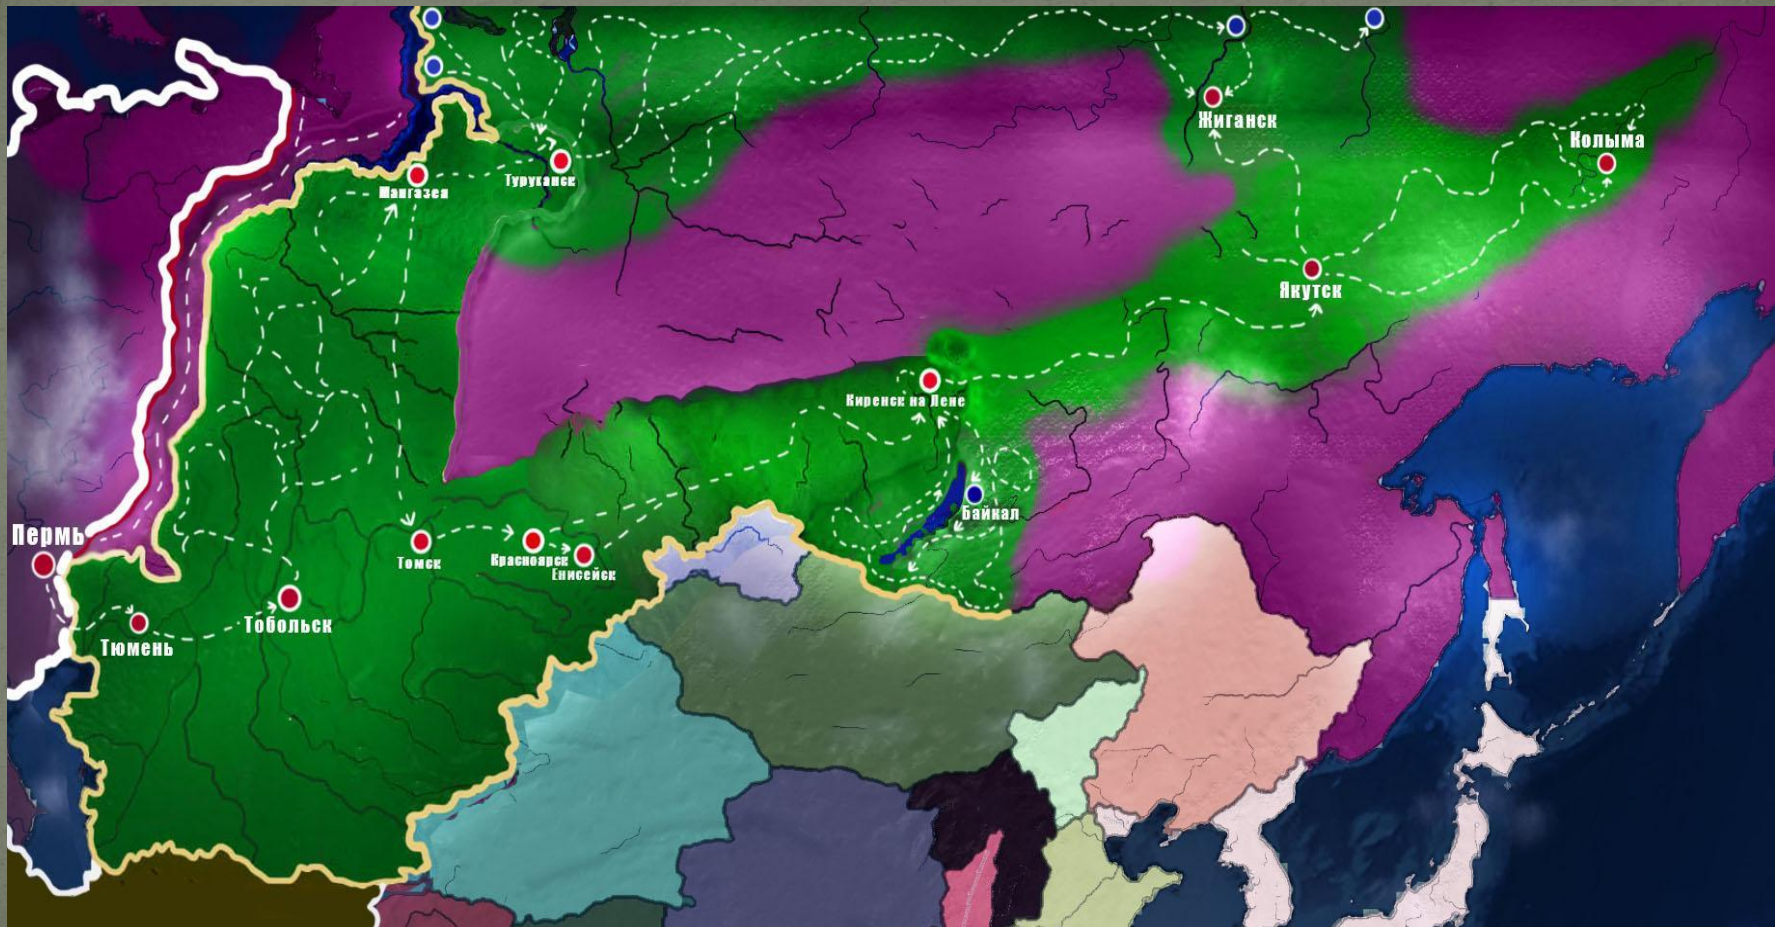 Жиганск
Колыма
Мангазея
Туруханск
Якутск
Киренск на Лене
Байкал
Пермь
Томск
Красноярск
Енисейск
Тобольск
Тюмень